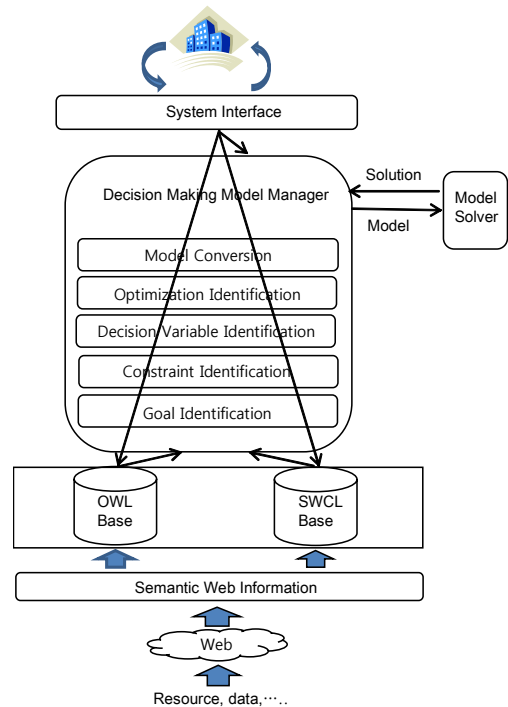 System Interface
Decision Making Model Manager
Solution
Model
Model
Solver
Model Conversion
Optimization Identification
Decision Variable Identification
Constraint Identification
Goal Identification
OWL
Base
SWCL
Base
Semantic Web Information
Web
Resource, data,…..